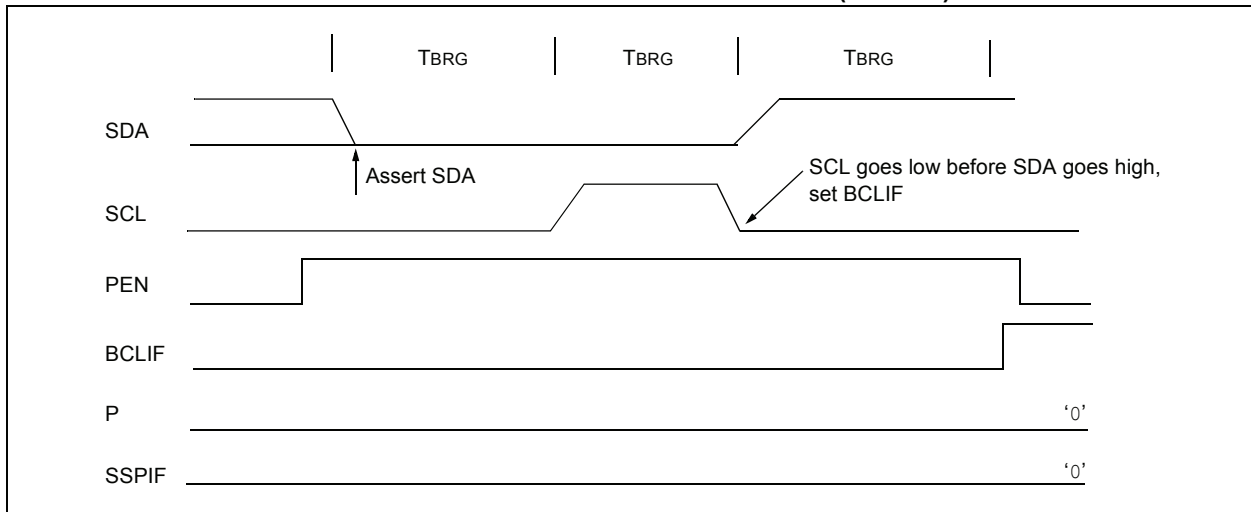 TBRG TBRG TBRG
SDA
Assert SDA
SCL goes low before SDA goes high,
set BCLIF
SCL
PEN
BCLIF
P '0'
SSPIF '0'